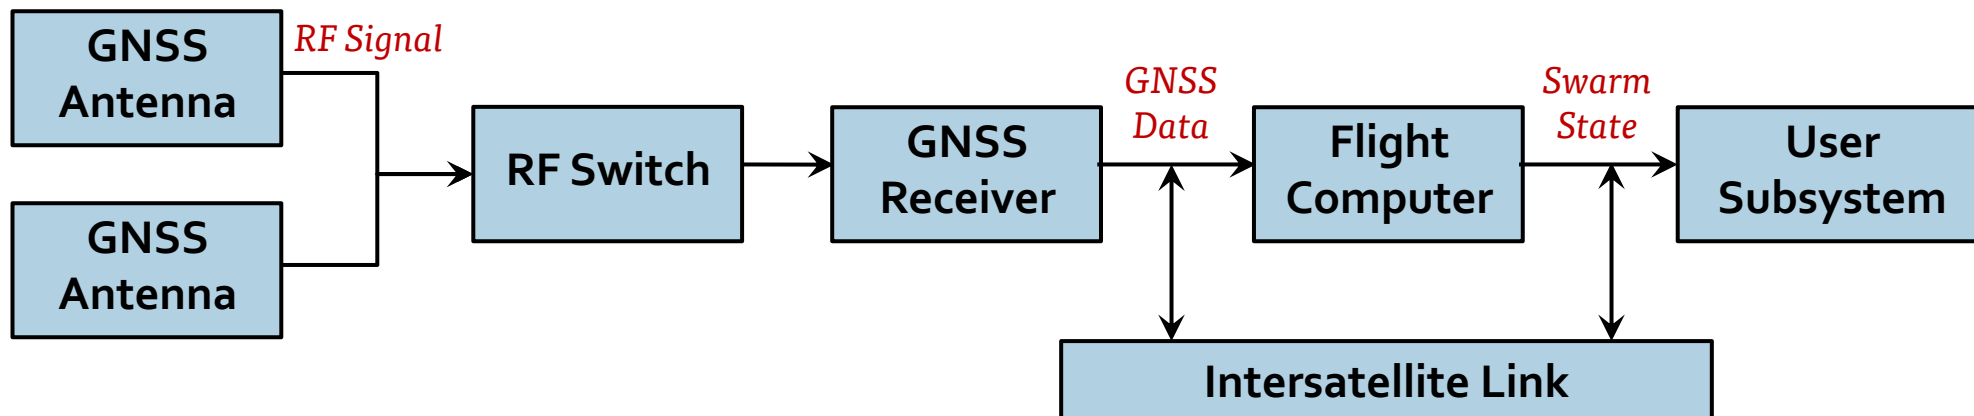 GNSS
Antenna
RF Signal
GNSS
Antenna
RF Switch
GNSS
Receiver
GNSS
Data
Flight
Computer
Swarm
State
User
Subsystem
Intersatellite Link